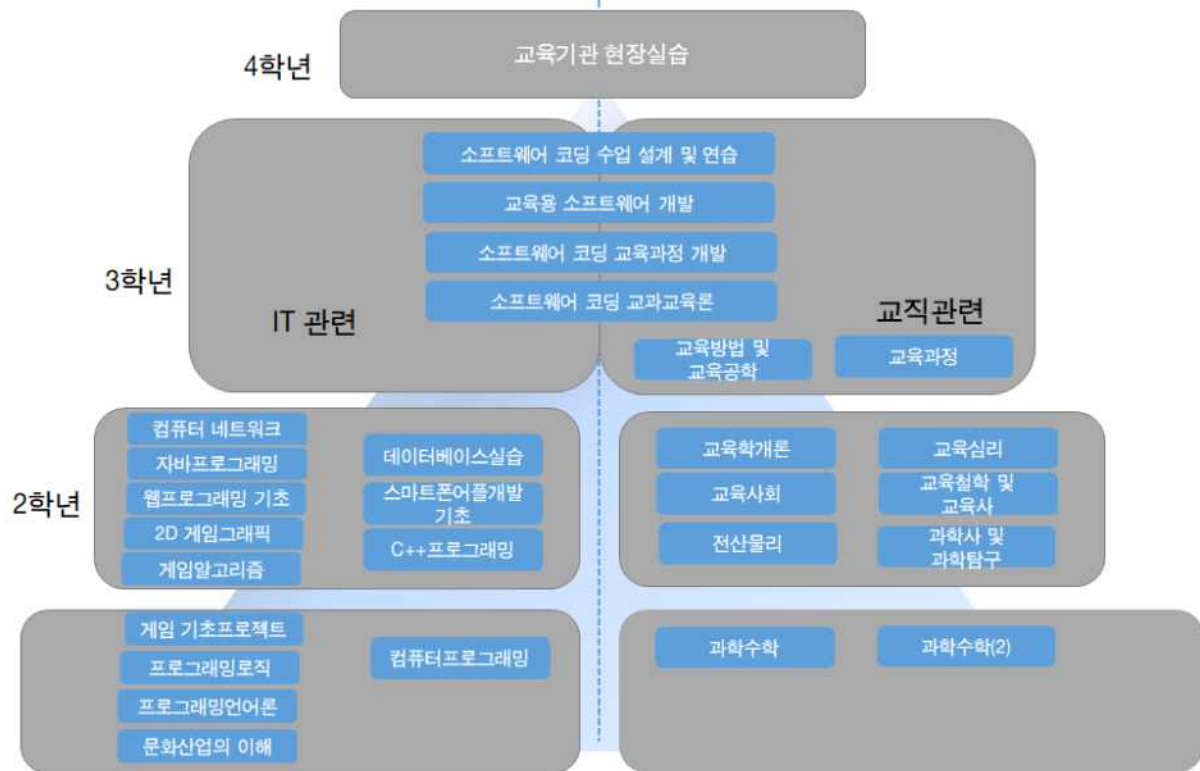 4학년
교육기관 현장실습
소프트웨어 코딩 수업 설계 및 연습
교육용 소프트웨어 개발
소프트웨어 코딩 교육과정 개발
소프트웨어 코딩 교과교육론
3학년
IT 관련
교직관련
교육방법 및
교육공학
교육과정
2학년
컴퓨터 네트워크
자바프로그래밍
웹프로그래밍 기초
2D 게임그래픽
게임알고리즘
데이터베이스실습
스마트폰어플개발
기초
C++프로그래밍
교육학개론
교육사회
전산물리
교육심리
교육철학 및
교육사
과학사 및
과학탐구
게임 기초프로젝트
프로그래밍로직
프로그래밍언어론
문화산업의 이해
컴퓨터프로그래밍
과학수학
과학수학(2)